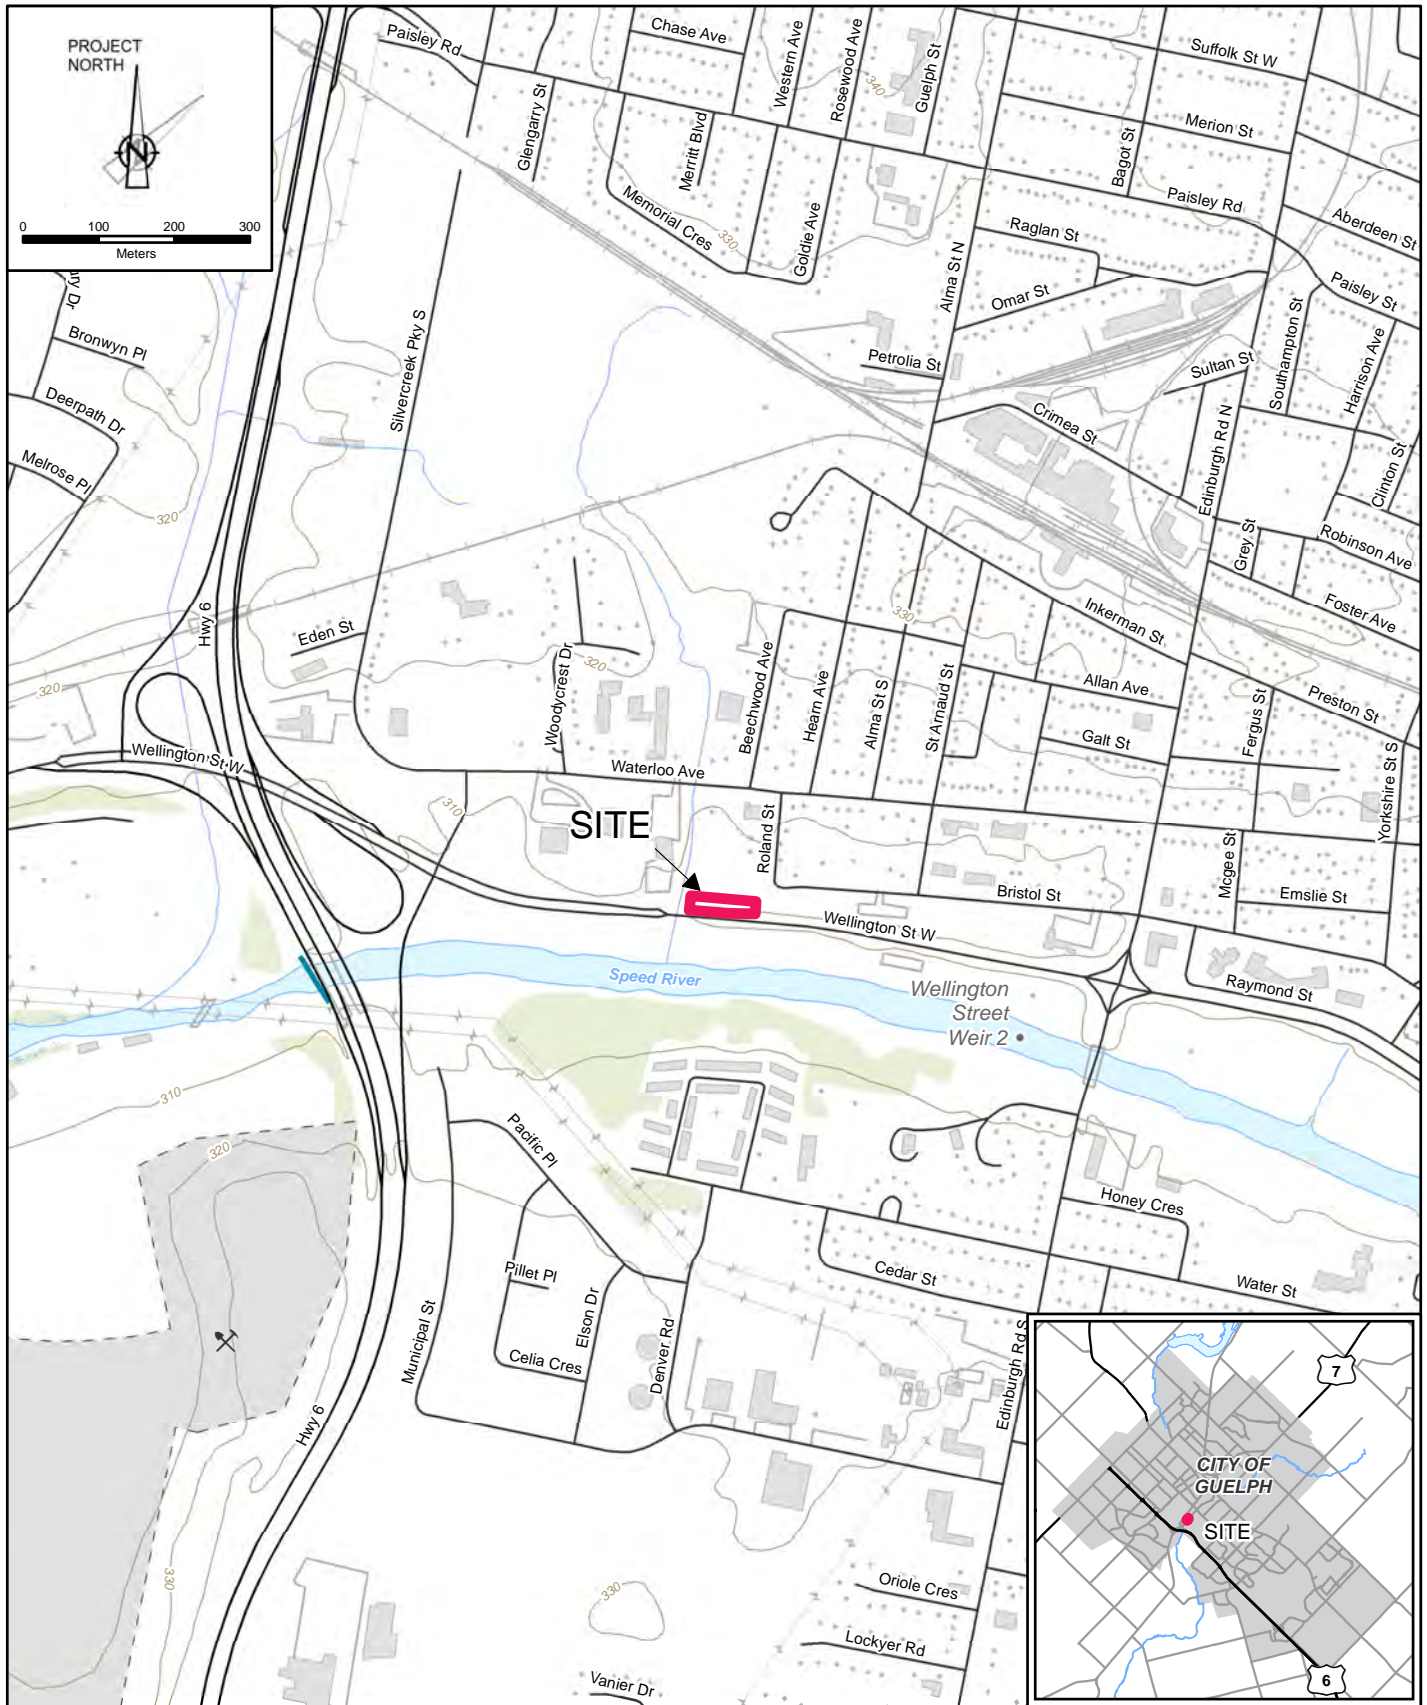 PROJECT
NORTH
N
0 100 200 300
Meters
Paisley Rd
Chase Ave
Western Ave
Rosewood Ave
Guelph St
Suffolk St W
340
Glengarry St
Merritt Blvd
Merion St
Bagot St
Paisley Rd
Memorial Cres
330
Goldie Ave
Raglan St
Aberdeen St
Alma St N
Omar St
Paisley St
Southampton St
Harrison Ave
Bronwyn Pl
Petrolia St
Sultan St
Silvercreek Pky S
Deerpath Dr
Crimea St
Edinburgh Rd N
Melrose Pl
Clinton St
320
Grey St
Robinson Ave
Hwy 6
Eden St
330
Inkerman St
Foster Ave
320
Woodycrest Dr
320
Beechwood Ave
Hearn Ave
Alma St S
St Arnaud St
Allan Ave
Fergus St
Preston St
Galt St
Wellington St W
Waterloo Ave
Yorkshire St S
310
SITE
Roland St
Mcgee St
Bristol St
Emslie St
Wellington St W
Speed River
Wellington
Street
Weir 2
Raymond St
310
320
Pacific Pl
Honey Cres
Pillet Pl
Cedar St
Water St
Municipal St
Elson Dr
Denver Rd
Celia Cres
Edinburgh Rd S
Hwy 6
7
CITY OF
GUELPH
SITE
6
330
330
Oriole Cres
Lockyer Rd
Vanier Dr